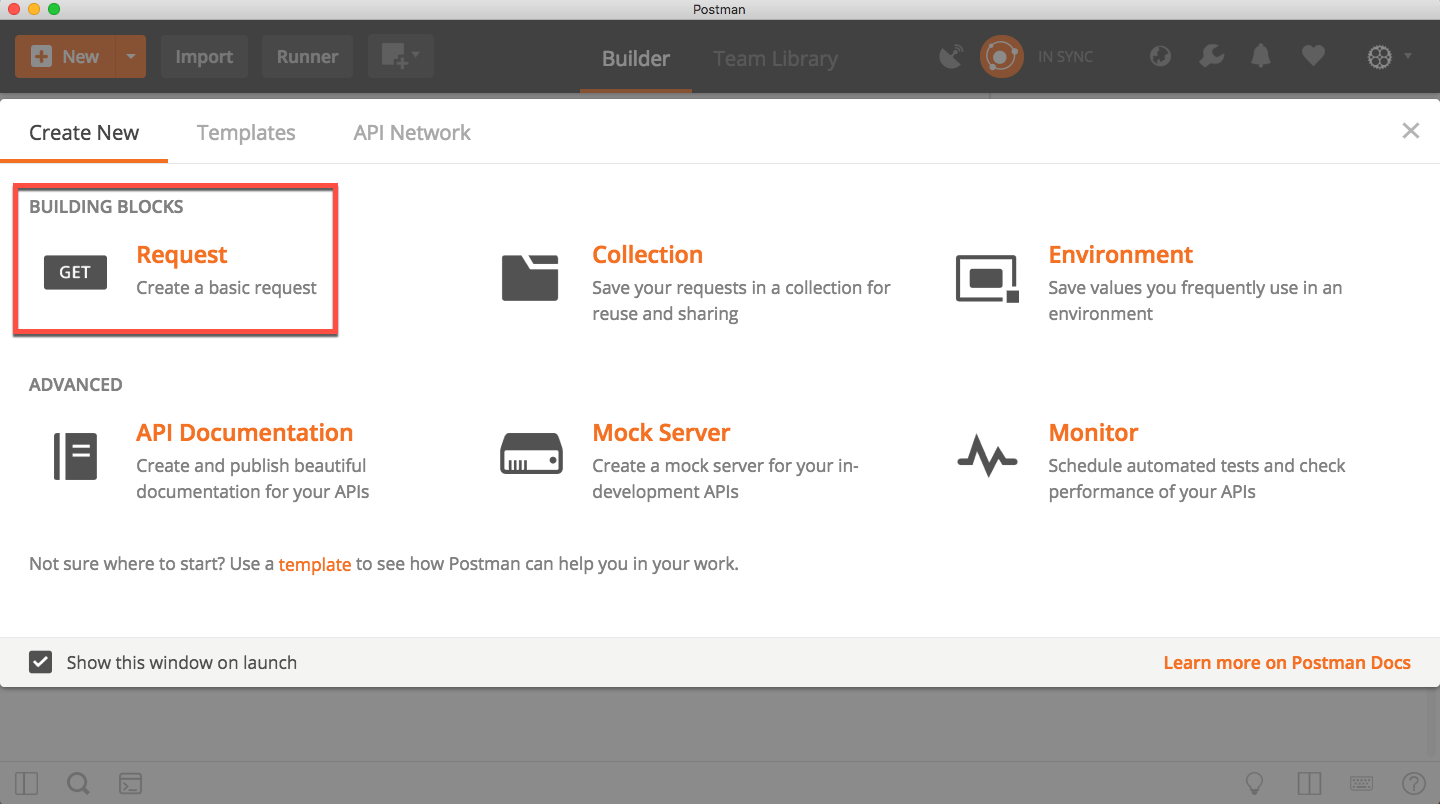 Postman
New
Import
Runner
Builder
Team Library
IN SYNC
Create New
Templates
API Network
BUILDING BLOCKS
GET
Request
Create a basic request
Collection
Save your requests in a collection for
reuse and sharing
Environment
Save values you frequently use in an
environment
ADVANCED
API Documentation
Create and publish beautiful
documentation for your APIs
Mock Server
Create a mock server for your in-
development APIs
Monitor
Schedule automated tests and check
performance of your APIs
Not sure where to start? Use a template to see how Postman can help you in your work.
Show this window on launch
Learn more on Postman Docs